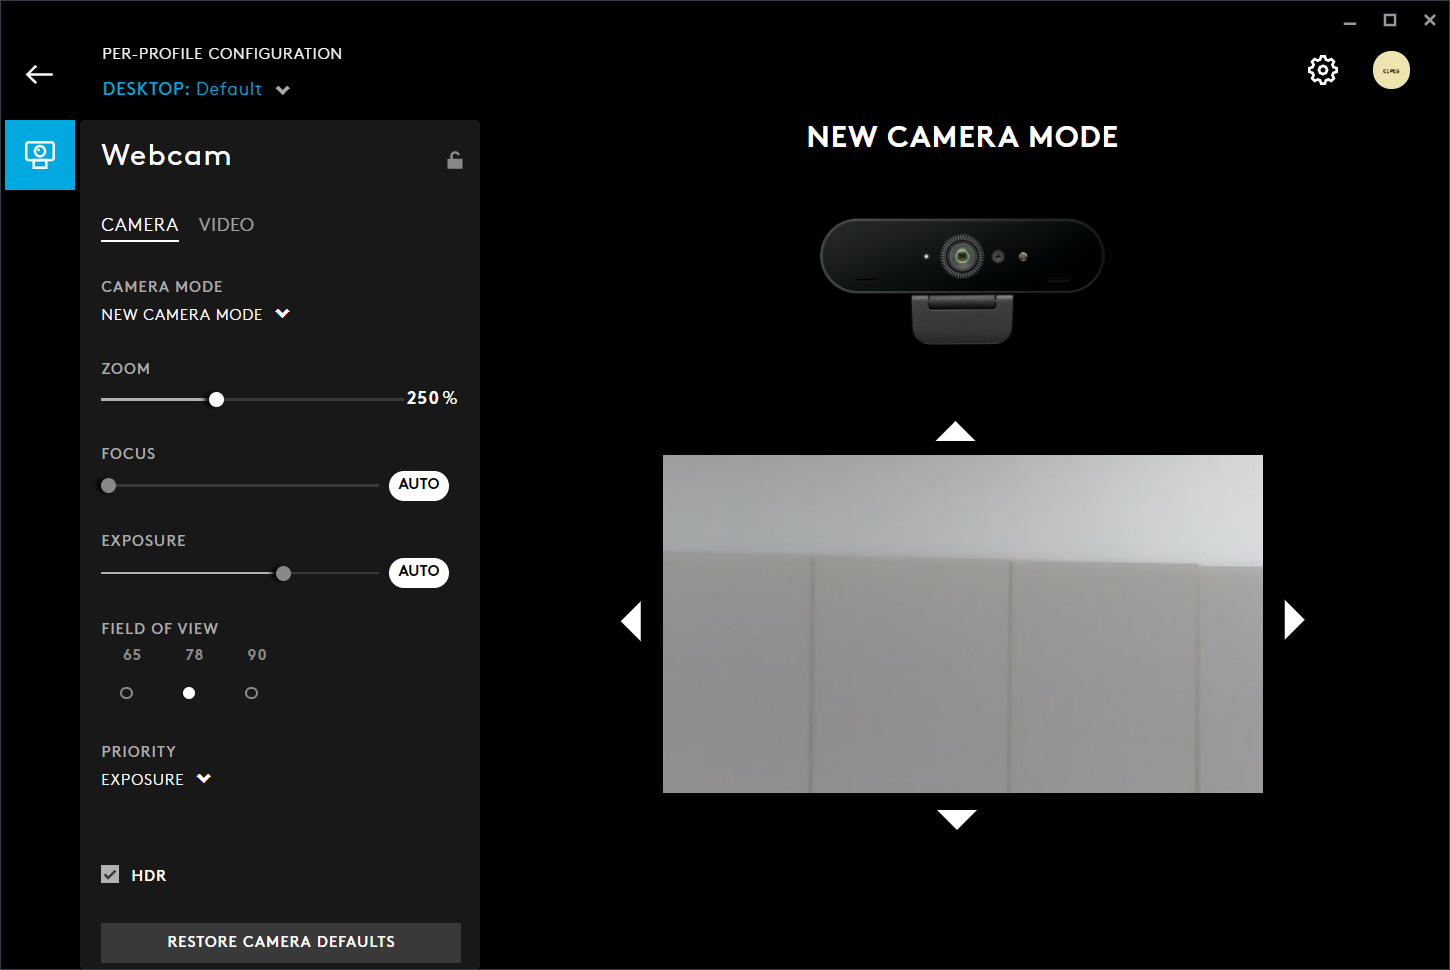 PER-PROFILE CONFIGURATION
DESKTOP: Default
Webcam
CAMERA VIDEO
CAMERA MODE
NEW CAMERA MODE
ZOOM
250 %
FOCUS
AUTO
EXPOSURE
AUTO
FIELD OF VIEW
65 78 90
PRIORITY
EXPOSURE
HDR
RESTORE CAMERA DEFAULTS
NEW CAMERA MODE